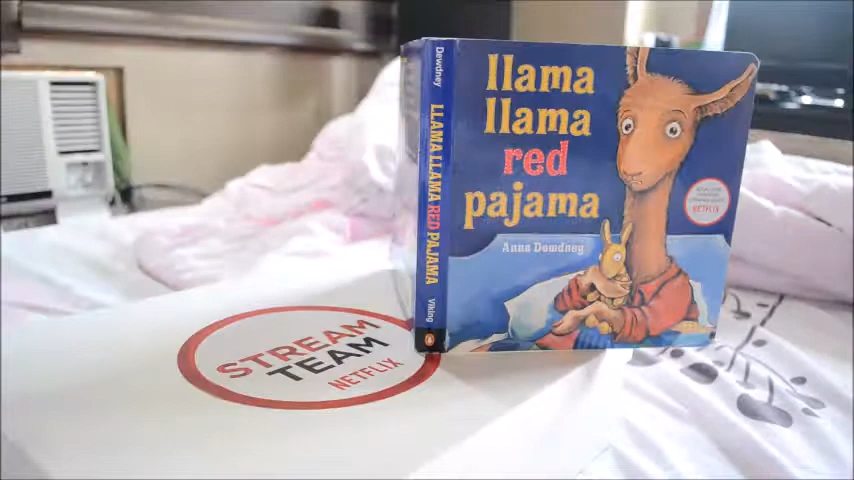 llama
llama
red
pajama
Anna Dewdney
Dewdney
LLAMA LLAMA RED PAJAMA
Viking
NETFLIX
STREAM
TEAM
NETFLIX